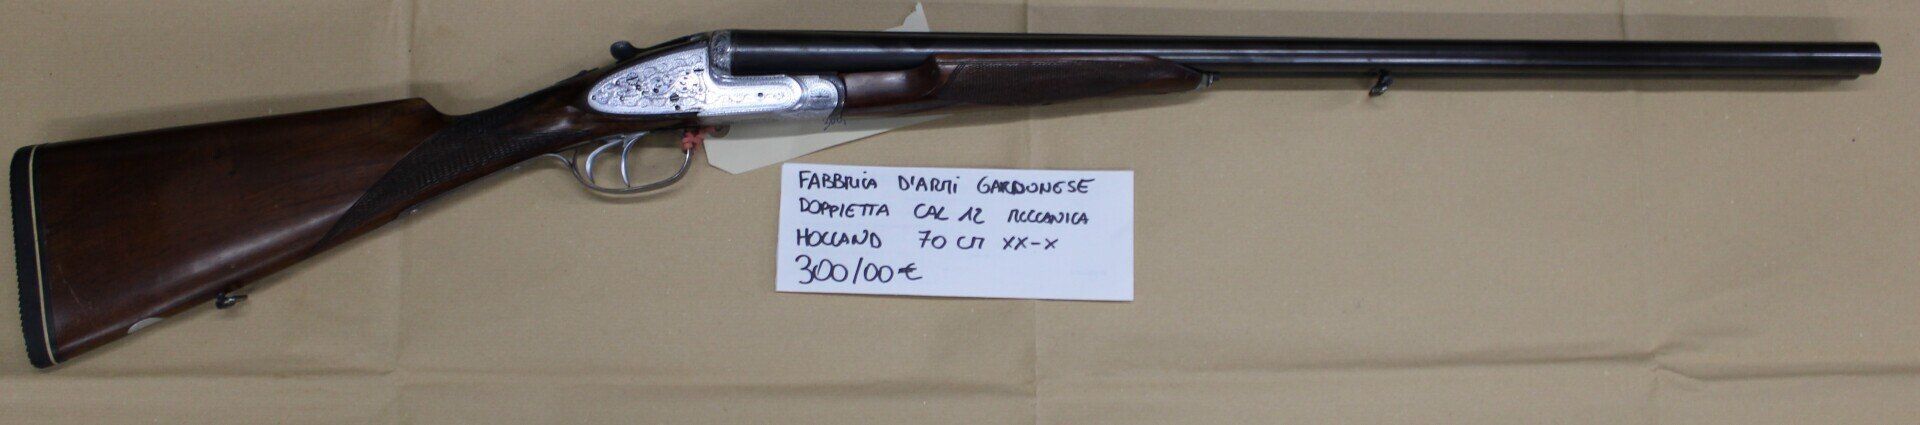 FABBRICA D'ARMI GARDONESE
DOPPIETTA CAL 12 MECCANICA
HOLLAND 70 CM XX-X
300/00€